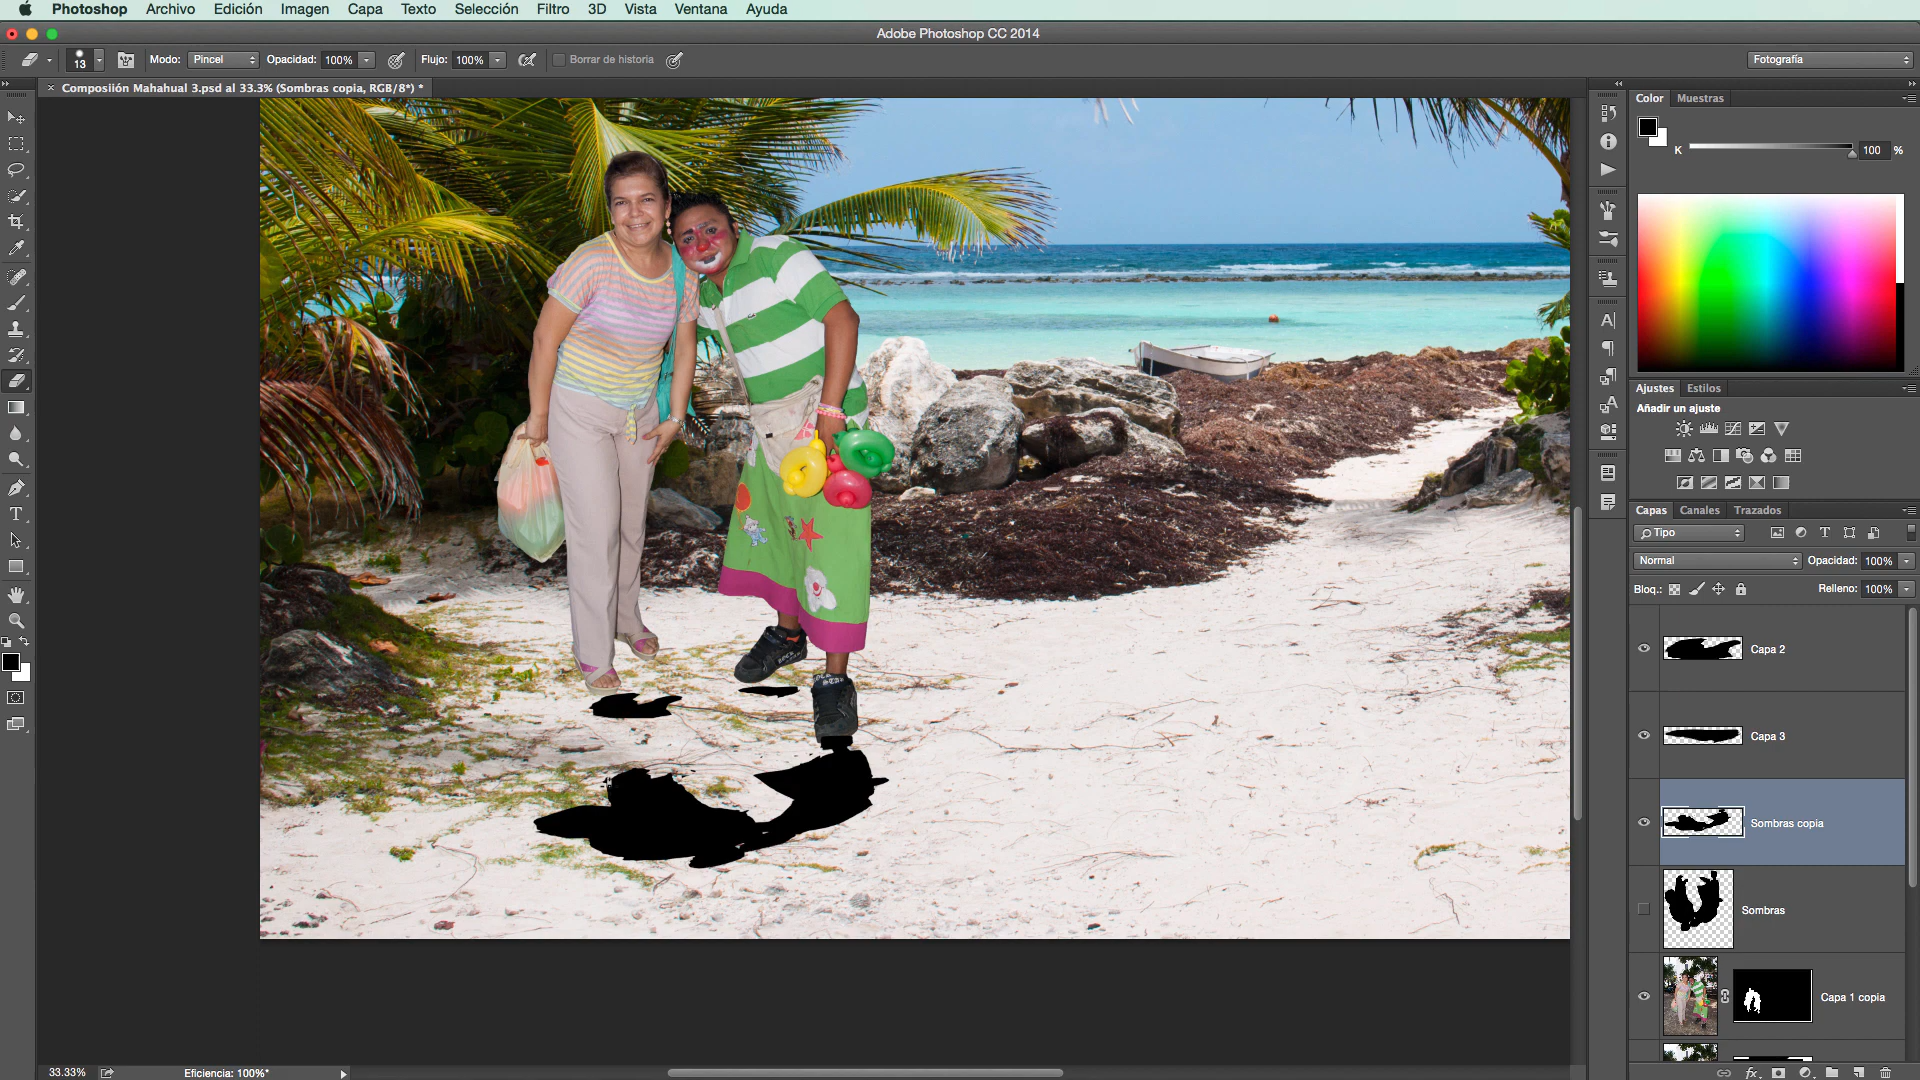 Photoshop Archivo Edición Imagen Capa Texto Selección Filtro 3D Vista Ventana Ayuda
Adobe Photoshop CC 2014
13 Modo: Pincel Opacidad: 100% Flujo: 100% Borrar de historia Fotografía
× Composiión Mahahual 3.psd al 33.3% (Sombras copia, RGB/8*) *
Color Muestras
K 100 %
Ajustes Estilos
Añadir un ajuste
Capas Canales Trazados
Tipo
Normal Opacidad: 100%
Bloq.: Relleno: 100%
Capa 2
Capa 3
Sombras copia
Sombras
Capa 1 copia
33.33% Eficiencia: 100%*